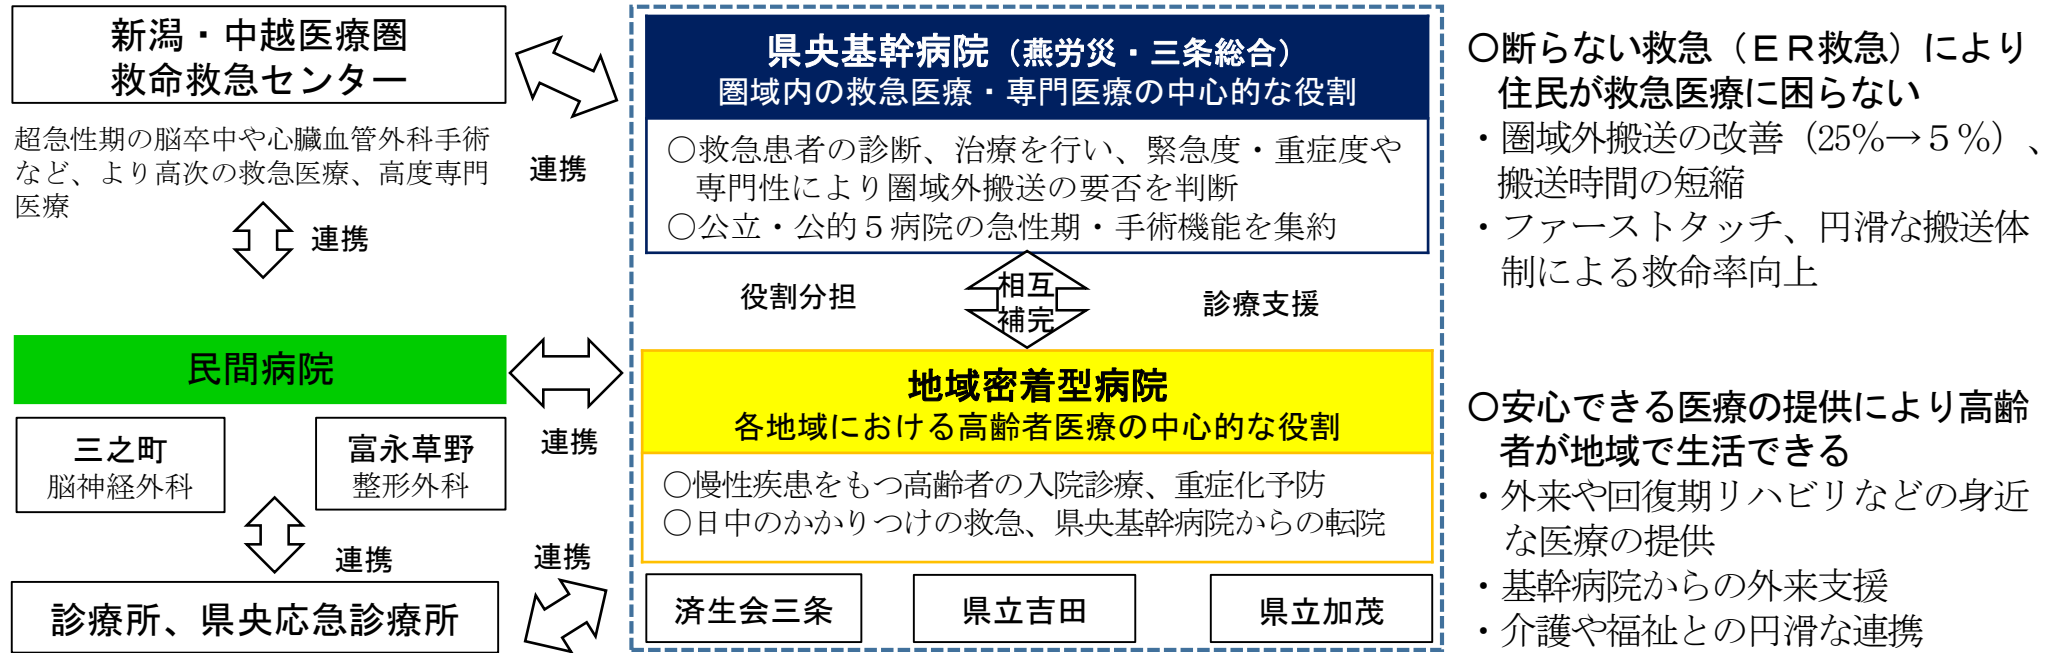 新潟・中越医療圏
救命救急センター
超急性期の脳卒中や心臓血管外科手術
など、より高次の救急医療、高度専門
医療
連携
連携
民間病院
三之町
脳神経外科
富永草野
整形外科
連携
連携
連携
診療所、県央応急診療所
県央基幹病院（燕労災・三条総合）
圏域内の救急医療・専門医療の中心的な役割
○救急患者の診断、治療を行い、緊急度・重症度や
専門性により圏域外搬送の要否を判断
○公立・公的５病院の急性期・手術機能を集約
役割分担
相互
補完
診療支援
地域密着型病院
各地域における高齢者医療の中心的な役割
○慢性疾患をもつ高齢者の入院診療、重症化予防
○日中のかかりつけの救急、県央基幹病院からの転院
済生会三条
県立吉田
県立加茂
○断らない救急（ＥＲ救急）により
住民が救急医療に困らない
・圏域外搬送の改善（25％→５％）、
搬送時間の短縮
・ファーストタッチ、円滑な搬送体
制による救命率向上
○安心できる医療の提供により高齢
者が地域で生活できる
・外来や回復期リハビリなどの身近
な医療の提供
・基幹病院からの外来支援
・介護や福祉との円滑な連携